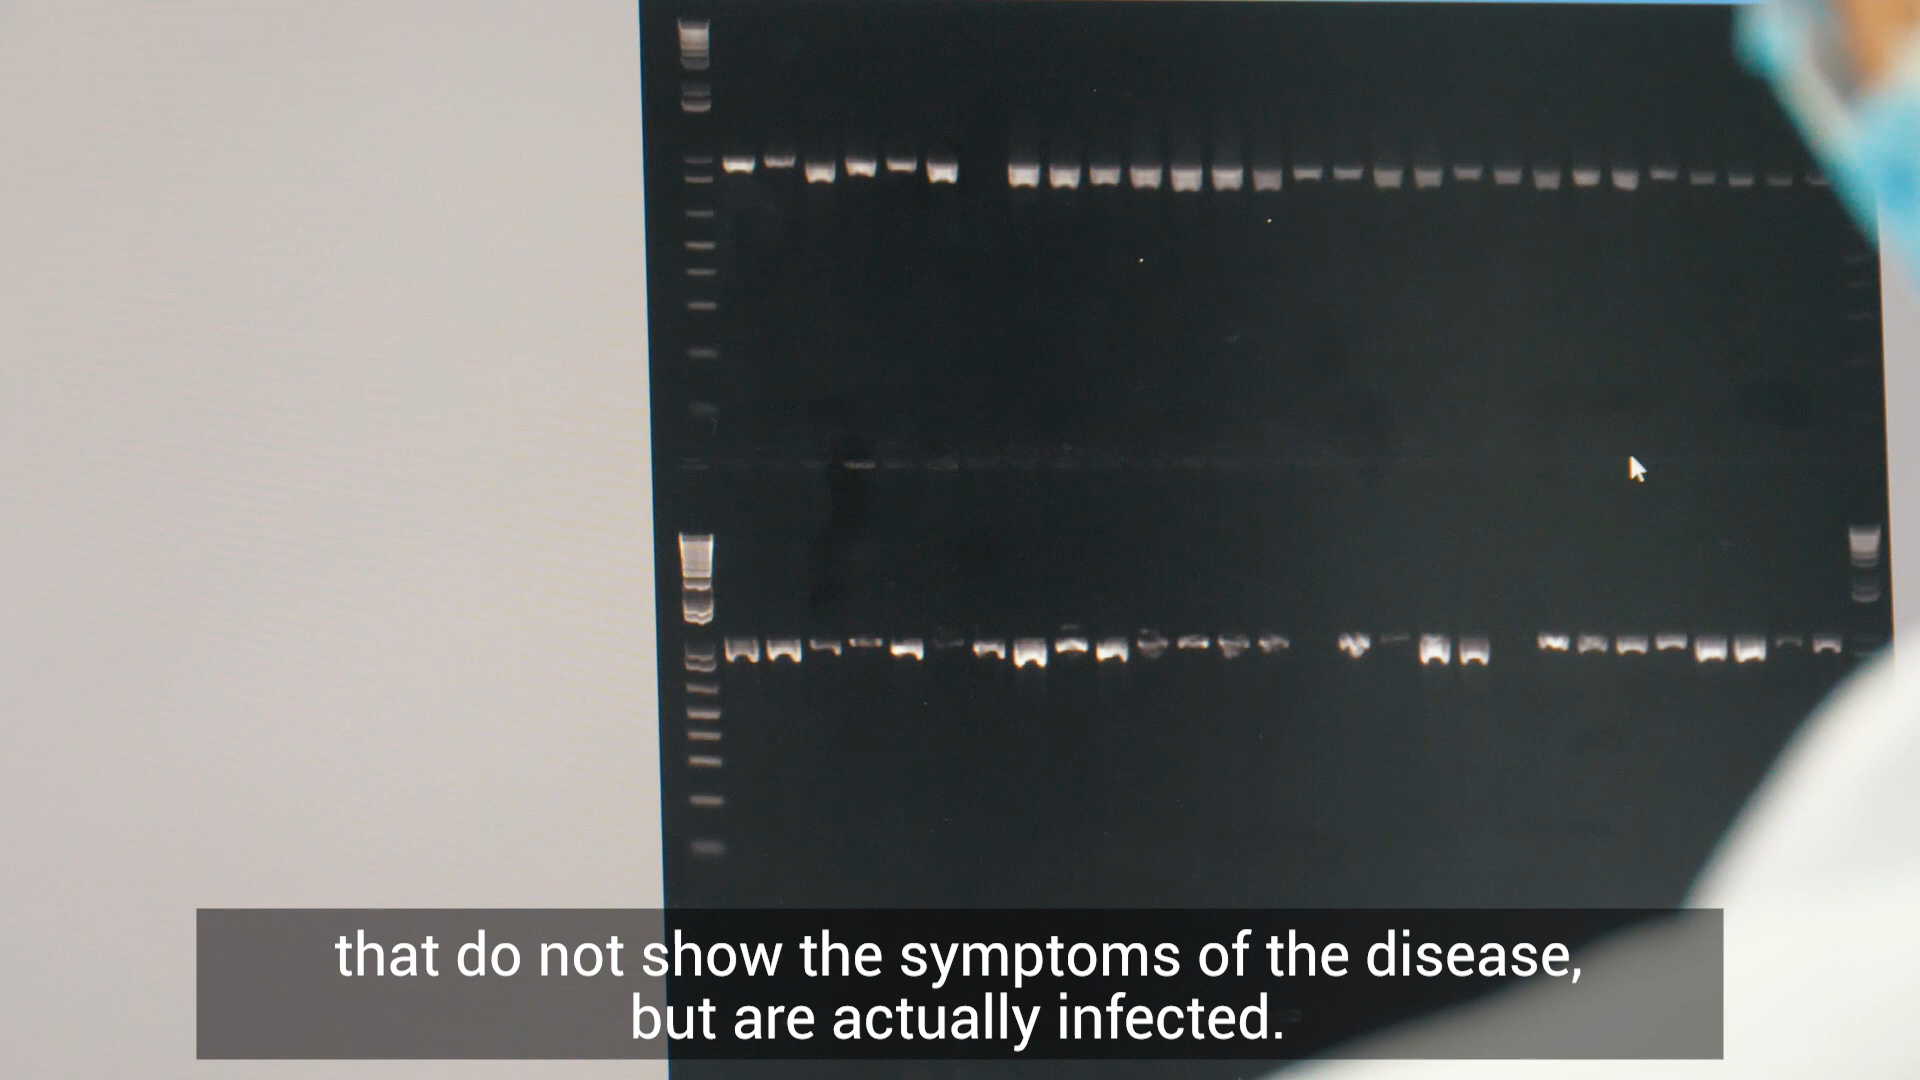 that do not show the symptoms of the disease,
but are actually infected.